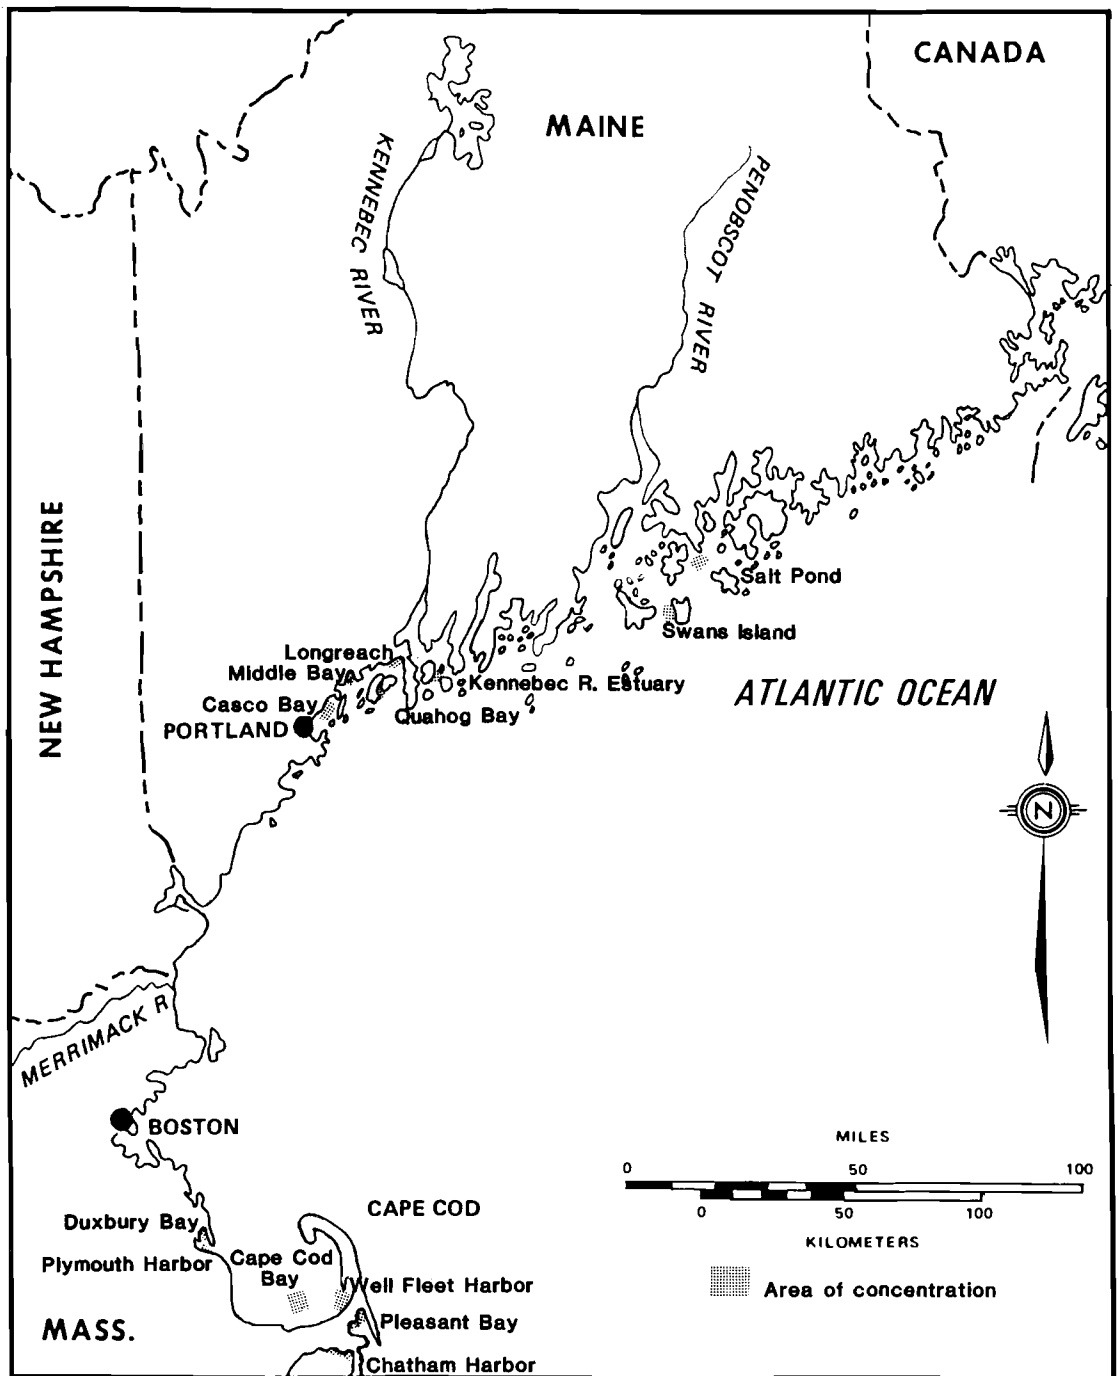 CANADA
MAINE
KENNEBEC RIVER
PENOBSCOT RIVER
NEW HAMPSHIRE
Salt Pond
Swans Island
Longreach
Middle Bay
Kennebec R. Estuary
Casco Bay
Quahog Bay
PORTLAND
ATLANTIC OCEAN
N
MERRIMACK R
BOSTON
MILES
0 50 100
0 50 100
KILOMETERS
CAPE COD
Duxbury Bay
Plymouth Harbor
Cape Cod
Bay
Well Fleet Harbor
Area of concentration
Pleasant Bay
MASS.
Chatham Harbor